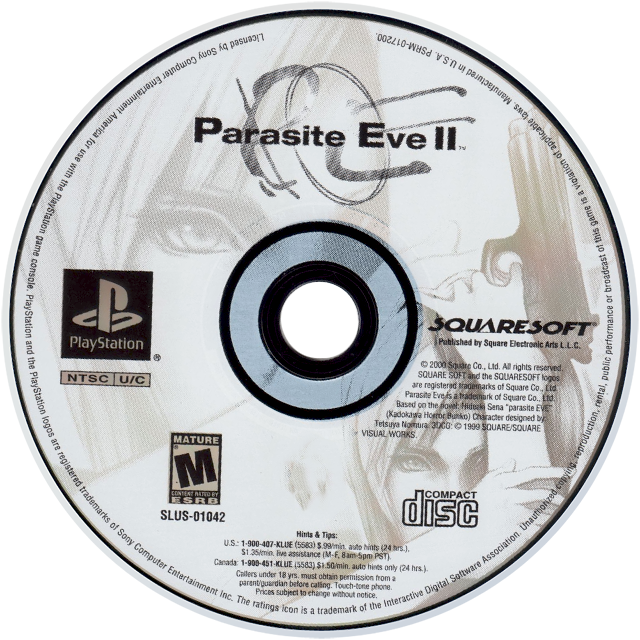 Licensed by Sony Computer Entertainment America for use with the PlayStation game console. PlayStation and the PlayStation logos are registered trademarks of Sony Computer Entertainment Inc. The ratings icon is a trademark of the Interactive Digital Software Association. Unauthorized copying, reproduction, rental, public performance or broadcast of this game is a violation of applicable laws. Manufactured in U.S.A. PSRM-017200.
PE
Parasite Eve II™
PlayStation®
NTSC U/C
SQUARESOFT®
Published by Square Electronic Arts L.L.C.
© 2000 Square Co., Ltd. All rights reserved.
SQUARE SOFT and the SQUARESOFT logos
are registered trademarks of Square Co., Ltd.
Parasite Eve is a trademark of Square Co., Ltd.
Based on the novel: Hideaki Sena "parasite EVE"
(Kadokawa Horror Bunko) Character designed by:
Tetsuya Nomura. 3DCG: © 1999 SQUARE/SQUARE
VISUAL WORKS.
MATURE
M
CONTENT RATED BY
ESRB
SLUS-01042
COMPACT
disc
Hints & Tips:
U.S.: 1-900-407-KLUE (5583) $.99/min. auto hints (24 hrs.),
$1.35/min. live assistance (M-F, 8am-5pm PST).
Canada: 1-900-451-KLUE (5583) $1.50/min. auto hints only (24 hrs.).
Callers under 18 yrs. must obtain permission from a
parent/guardian before calling. Touch-tone phone.
Prices subject to change without notice.